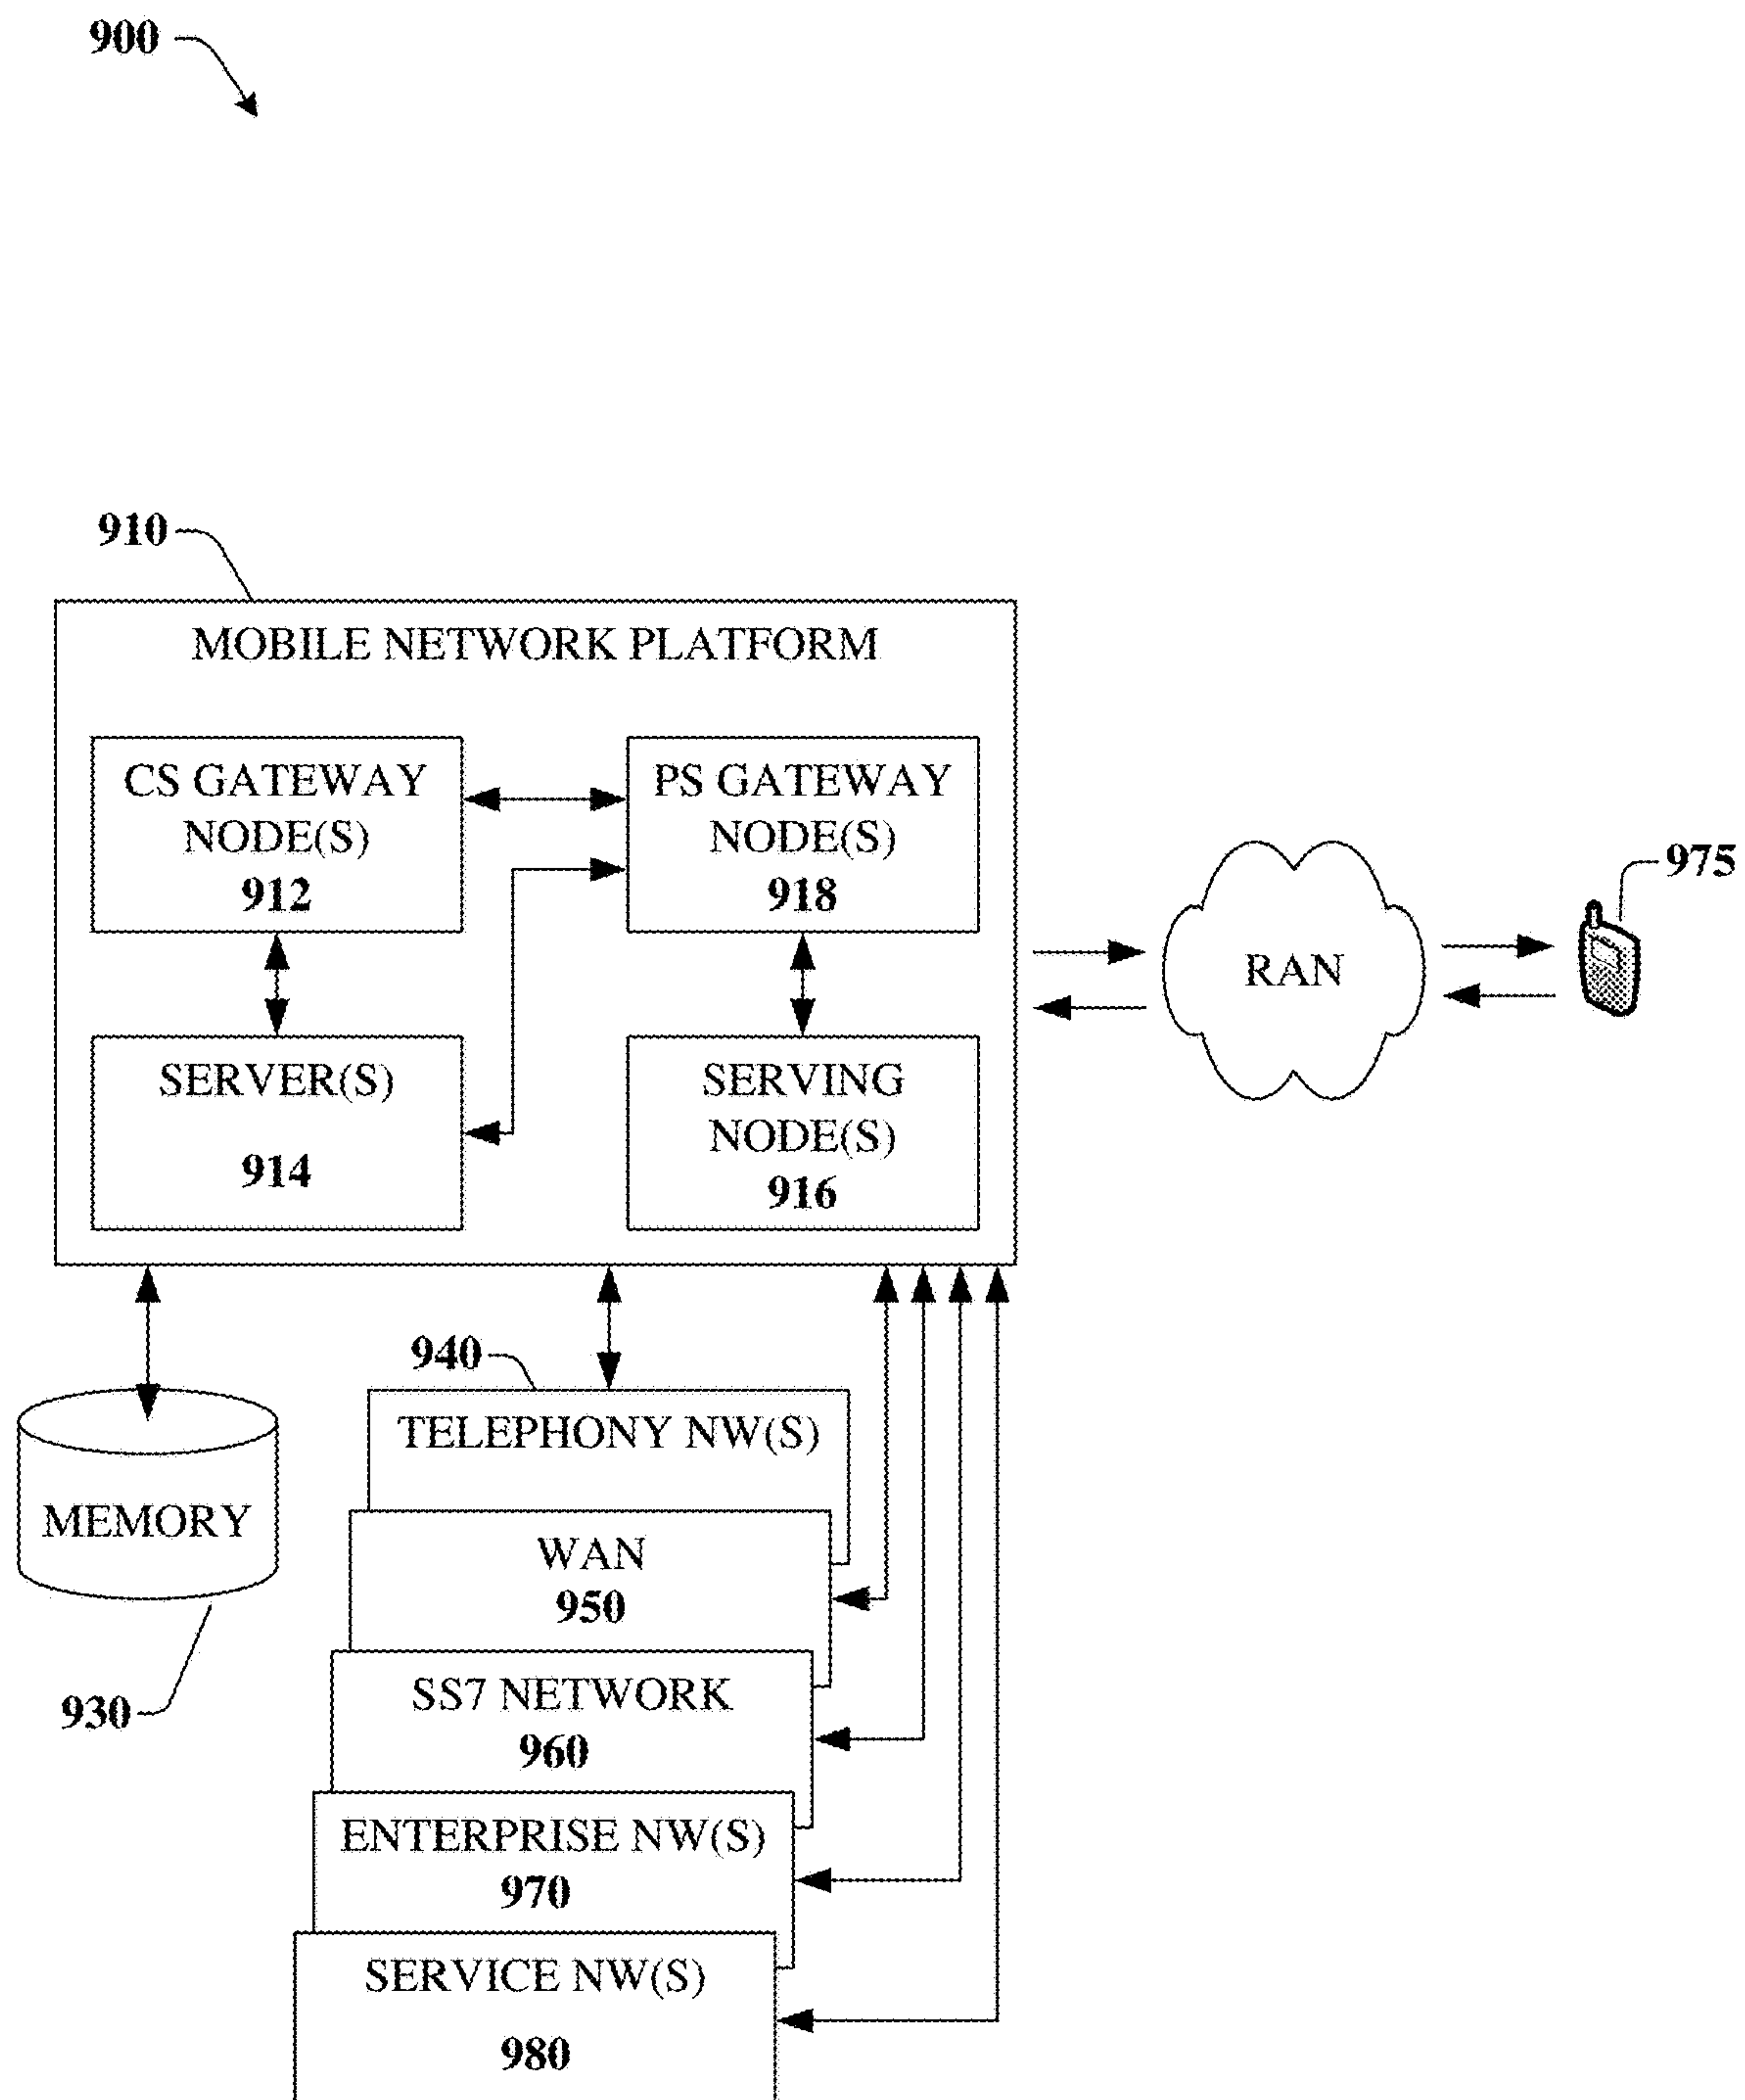 900
910
MOBILE NETWORK PLATFORM
CS GATEWAY
NODE(S)
912
PS GATEWAY
NODE(S)
918
SERVER(S)
914
SERVING
NODE(S)
916
RAN
975
940
TELEPHONY NW(S)
MEMORY
930
WAN
950
SS7 NETWORK
960
ENTERPRISE NW(S)
970
SERVICE NW(S)
980